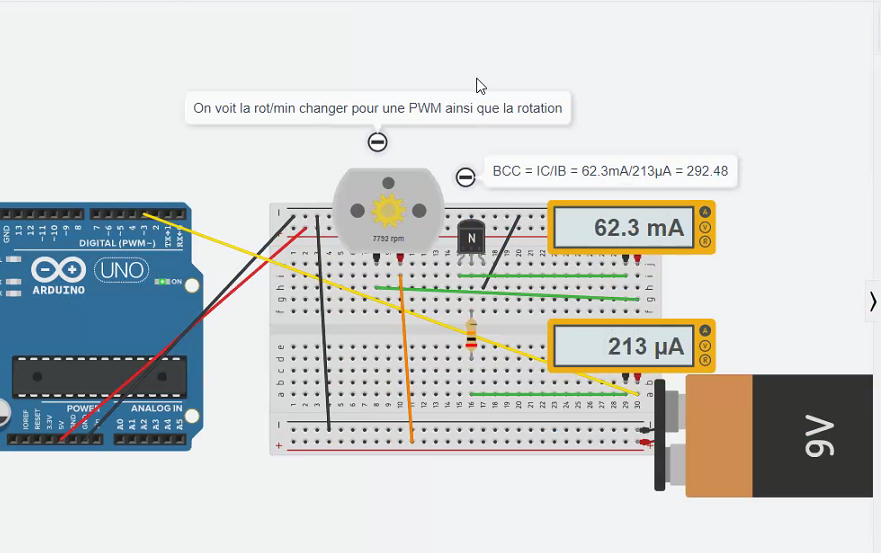 On voit la rot/min changer pour une PWM ainsi que la rotation
BCC = IC/IB = 62.3mA/213µA = 292.48
7792 rpm
N
62.3 mA
A
V
R
213 µA
A
V
R
GND
13
12
~11
~10
~9
8
7
~6
~5
4
~3
2
TX→1
RX←0
DIGITAL (PWM~)
UNO
ON
ARDUINO
POWER
ANALOG IN
IOREF
RESET
3.3V
5V
GND
A0
A1
A2
A3
A4
A5
9V